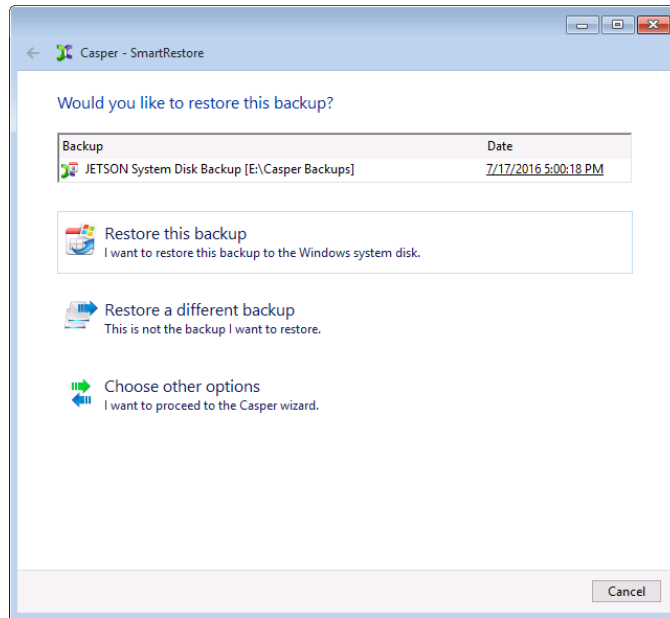 Casper - SmartRestore
Would you like to restore this backup?
Backup Date
JETSON System Disk Backup [E:\Casper Backups] 7/17/2016 5:00:18 PM
Restore this backup
I want to restore this backup to the Windows system disk.
Restore a different backup
This is not the backup I want to restore.
Choose other options
I want to proceed to the Casper wizard.
Cancel